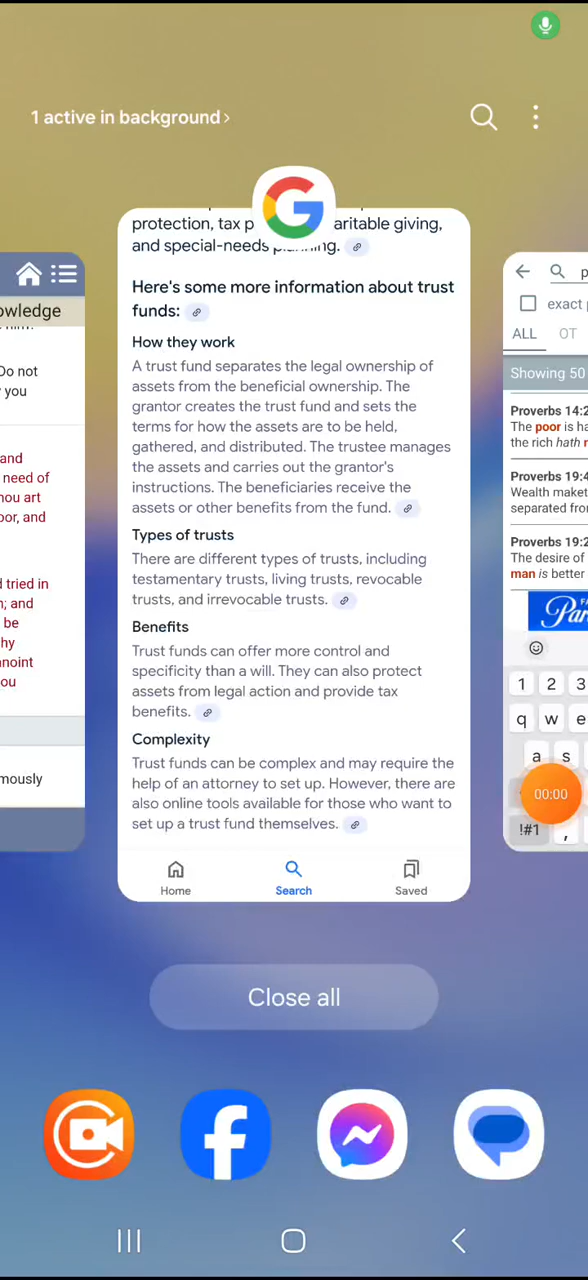 1 active in background >
protection, tax p
aritable giving,
and special-needs planning.
Here's some more information about trust
funds:
How they work
A trust fund separates the legal ownership of
assets from the beneficial ownership. The
grantor creates the trust fund and sets the
terms for how the assets are to be held,
gathered, and distributed. The trustee manages
the assets and carries out the grantor's
instructions. The beneficiaries receive the
assets or other benefits from the fund.
Types of trusts
There are different types of trusts, including
testamentary trusts, living trusts, revocable
trusts, and irrevocable trusts.
Benefits
Trust funds can offer more control and
specificity than a will. They can also protect
assets from legal action and provide tax
benefits.
Complexity
Trust funds can be complex and may require the
help of an attorney to set up. However, there are
also online tools available for those who want to
set up a trust fund themselves.
Home
Search
Saved
owledge
Do not
you
and
need of
hou art
oor, and
d tried in
n; and
be
hy
noint
ou
mously
p
exact p
ALL OT
Showing 50
Proverbs 14:2
The poor is ha
the rich hath
Proverbs 19:4
Wealth maket
separated from
Proverbs 19:2
The desire of
man is better
Par
1 2 3
q w e
a s
00:00
!#1 ,
Close all